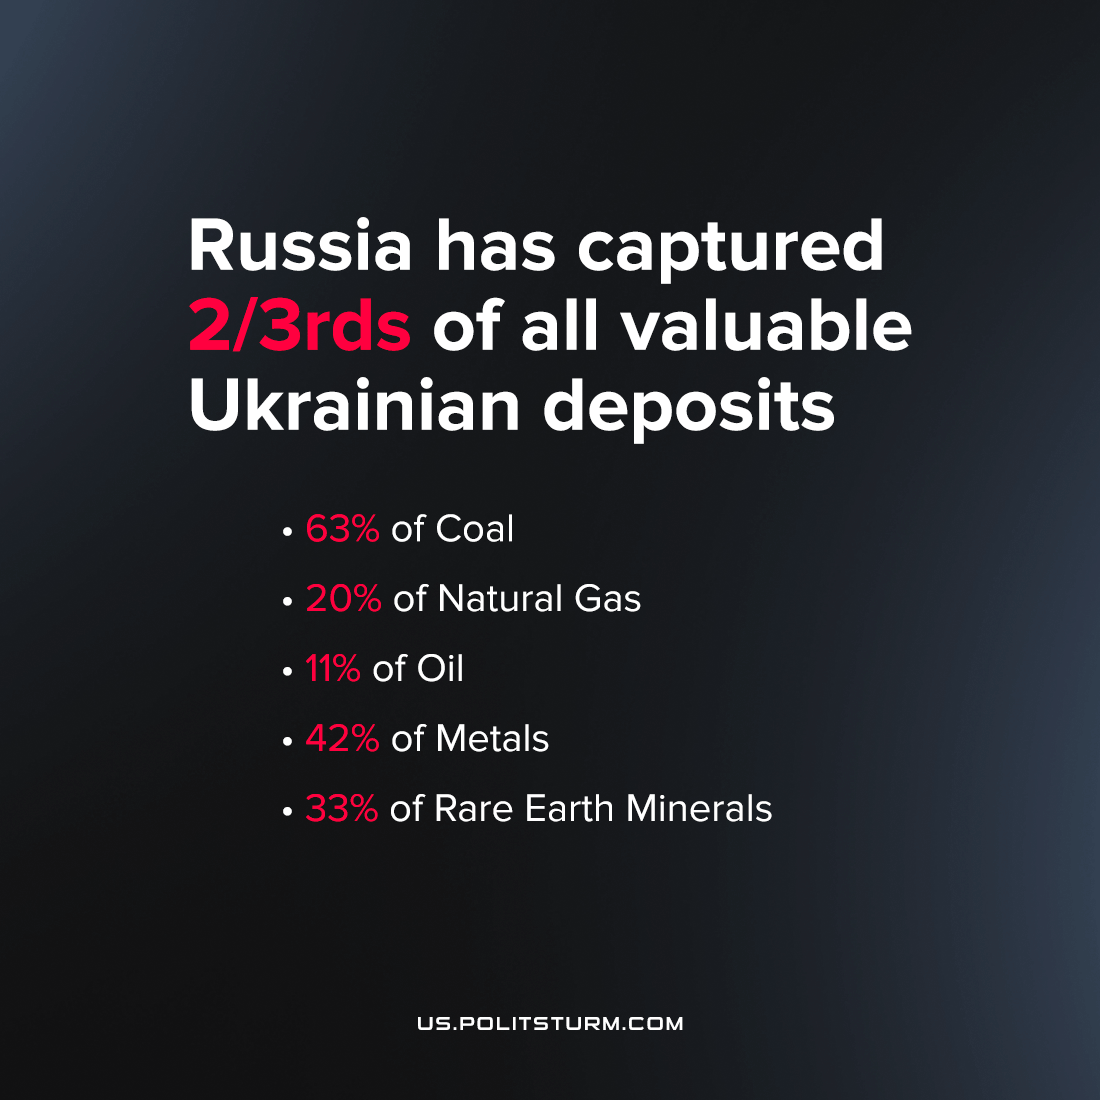 Russia has captured
2/3rds of all valuable
Ukrainian deposits
• 63% of Coal
• 20% of Natural Gas
• 11% of Oil
• 42% of Metals
• 33% of Rare Earth Minerals
US.POLITSTURM.COM